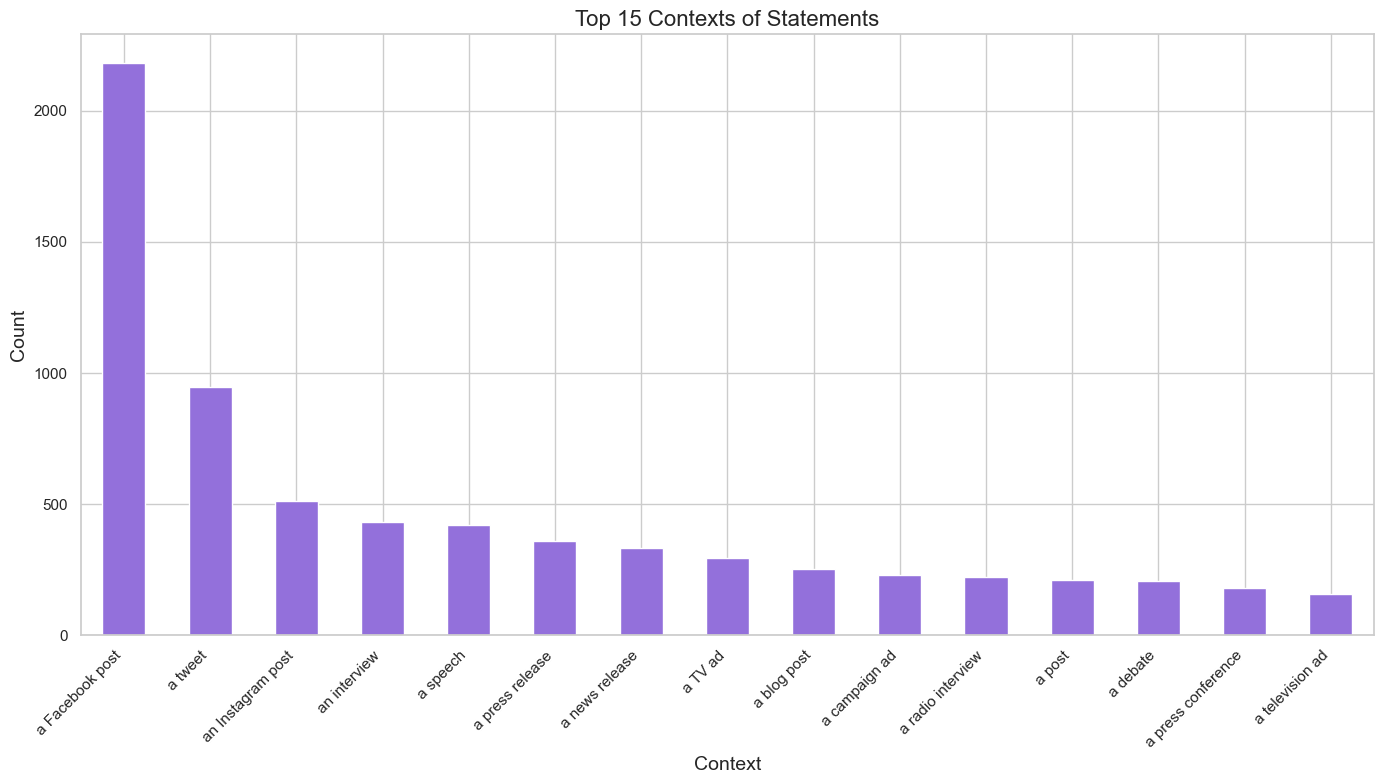 Top 15 Contexts of Statements
Count
2000
1500
1000
500
0
a Facebook post
a tweet
an Instagram post
an interview
a speech
a press release
a news release
a TV ad
a blog post
a campaign ad
a radio interview
a post
a debate
a press conference
a television ad
Context